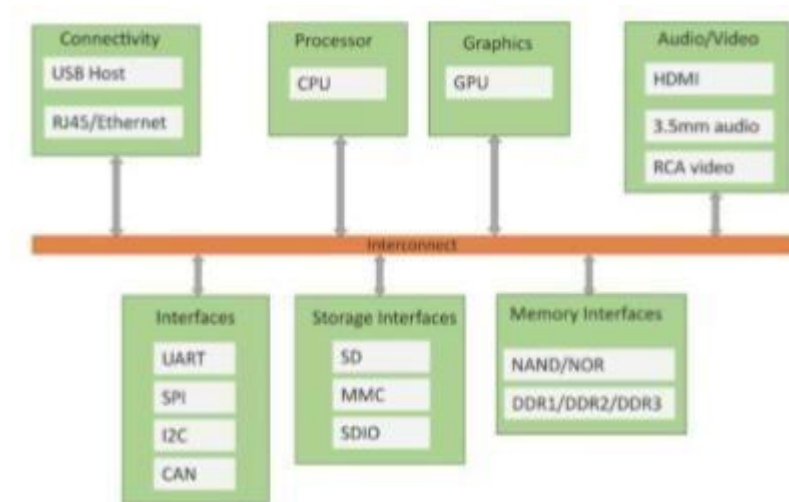 Connectivity
USB Host
RJ45/Ethernet
Processor
CPU
Graphics
GPU
Audio/Video
HDMI
3.5mm audio
RCA video
Interconnect
Interfaces
UART
SPI
I2C
CAN
Storage Interfaces
SD
MMC
SDIO
Memory Interfaces
NAND/NOR
DDR1/DDR2/DDR3